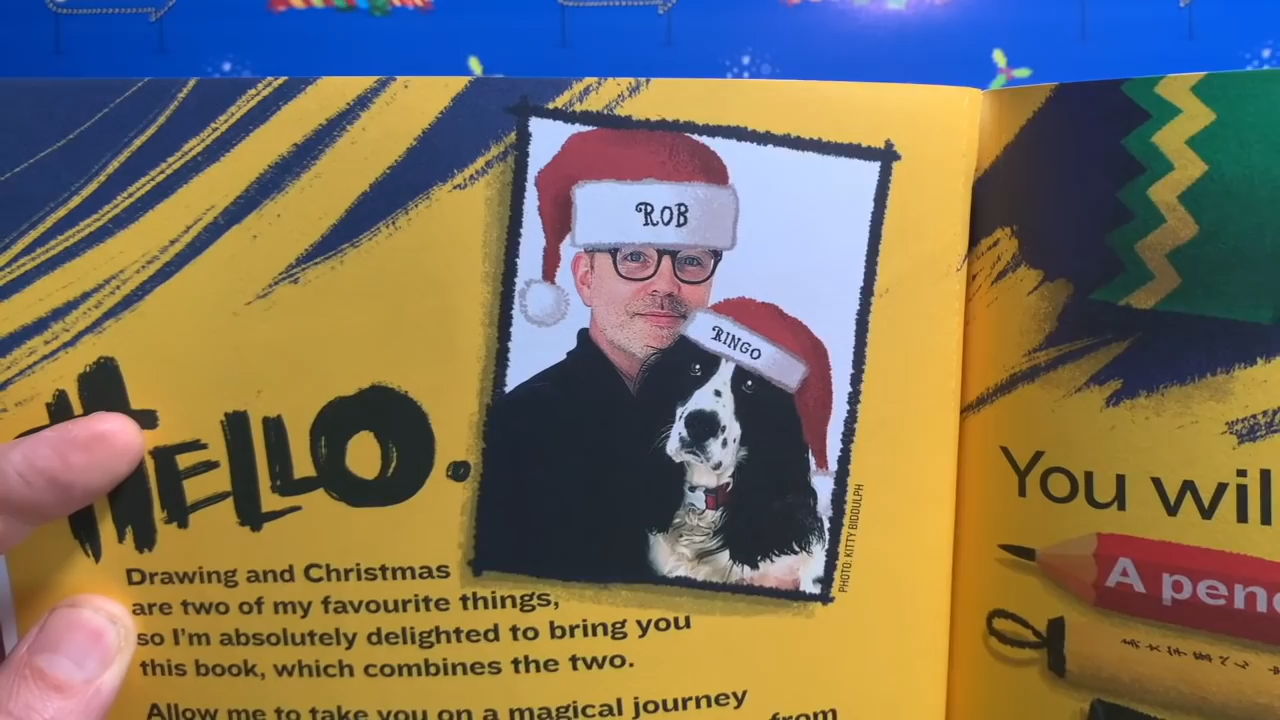 ROB
RINGO
HELLO.
PHOTO: KITTY BIDDULPH
Drawing and Christmas
are two of my favourite things,
so I'm absolutely delighted to bring you
this book, which combines the two.
Allow me to take you on a magical journey
from
You wil
A penc